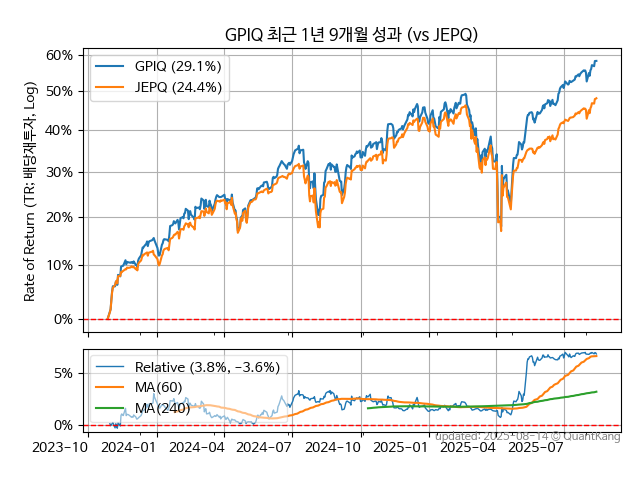 GPIQ 최근 1년 9개월 성과 (vs JEPQ)
Rate of Return (TR: 배당재투자, Log)
60%
50%
40%
30%
20%
10%
0%
GPIQ (29.1%)
JEPQ (24.4%)
5%
0%
Relative (3.8%, −3.6%)
MA(60)
MA(240)
2023−10 2024−01 2024−04 2024−07 2024−10 2025−01 2025−04 2025−07
updated: 2025−08−14 © QuantKang